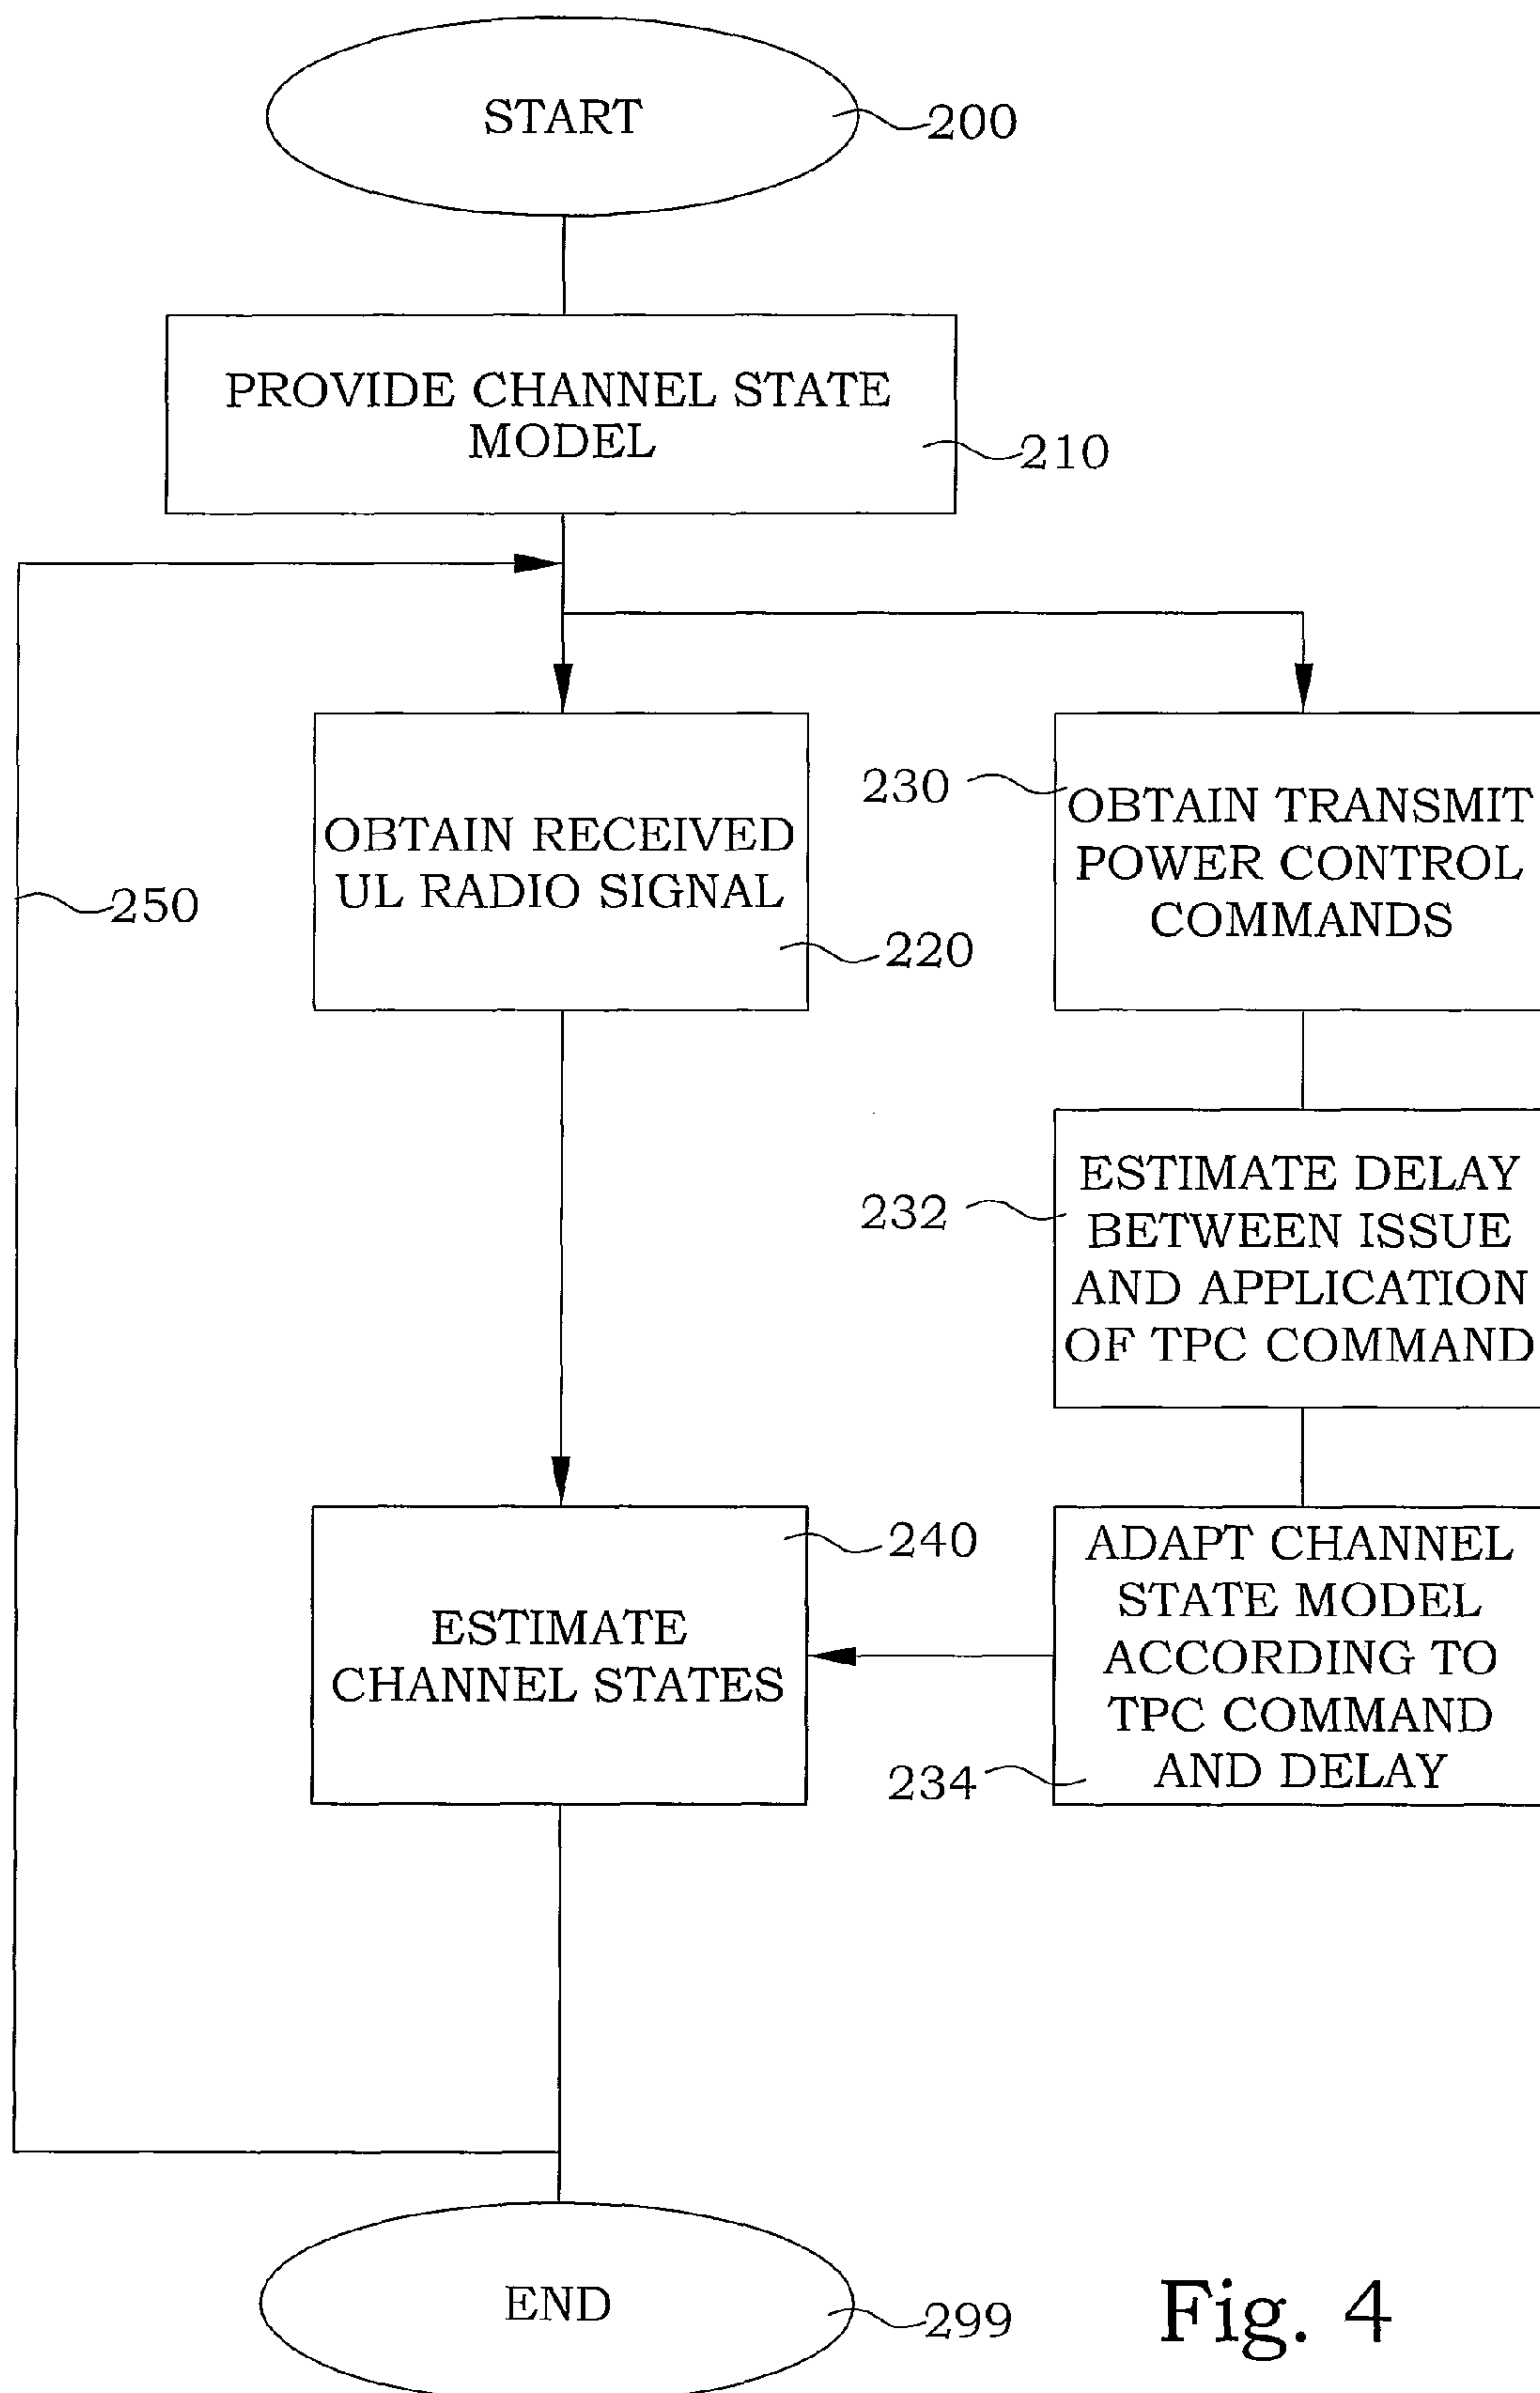 START
200
PROVIDE CHANNEL STATE
MODEL
210
250
OBTAIN RECEIVED
UL RADIO SIGNAL
220
230
OBTAIN TRANSMIT
POWER CONTROL
COMMANDS
232
ESTIMATE DELAY
BETWEEN ISSUE
AND APPLICATION
OF TPC COMMAND
240
ESTIMATE
CHANNEL STATES
ADAPT CHANNEL
STATE MODEL
ACCORDING TO
TPC COMMAND
AND DELAY
234
END
299
Fig. 4